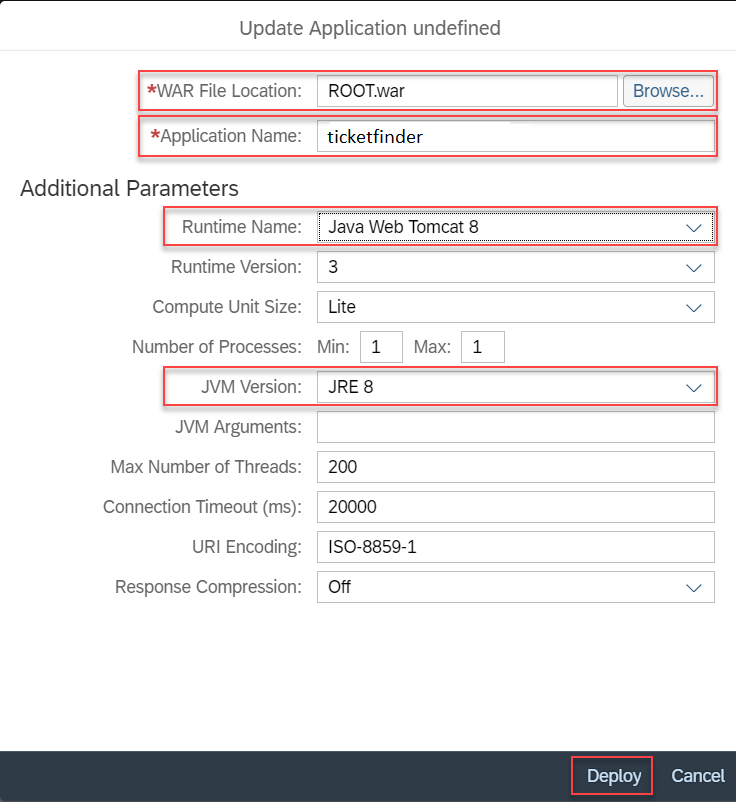 Update Application undefined
*WAR File Location: ROOT.war Browse...
*Application Name: ticketfinder
Additional Parameters
Runtime Name: Java Web Tomcat 8
Runtime Version: 3
Compute Unit Size: Lite
Number of Processes: Min: 1 Max: 1
JVM Version: JRE 8
JVM Arguments:
Max Number of Threads: 200
Connection Timeout (ms): 20000
URI Encoding: ISO-8859-1
Response Compression: Off
Deploy Cancel